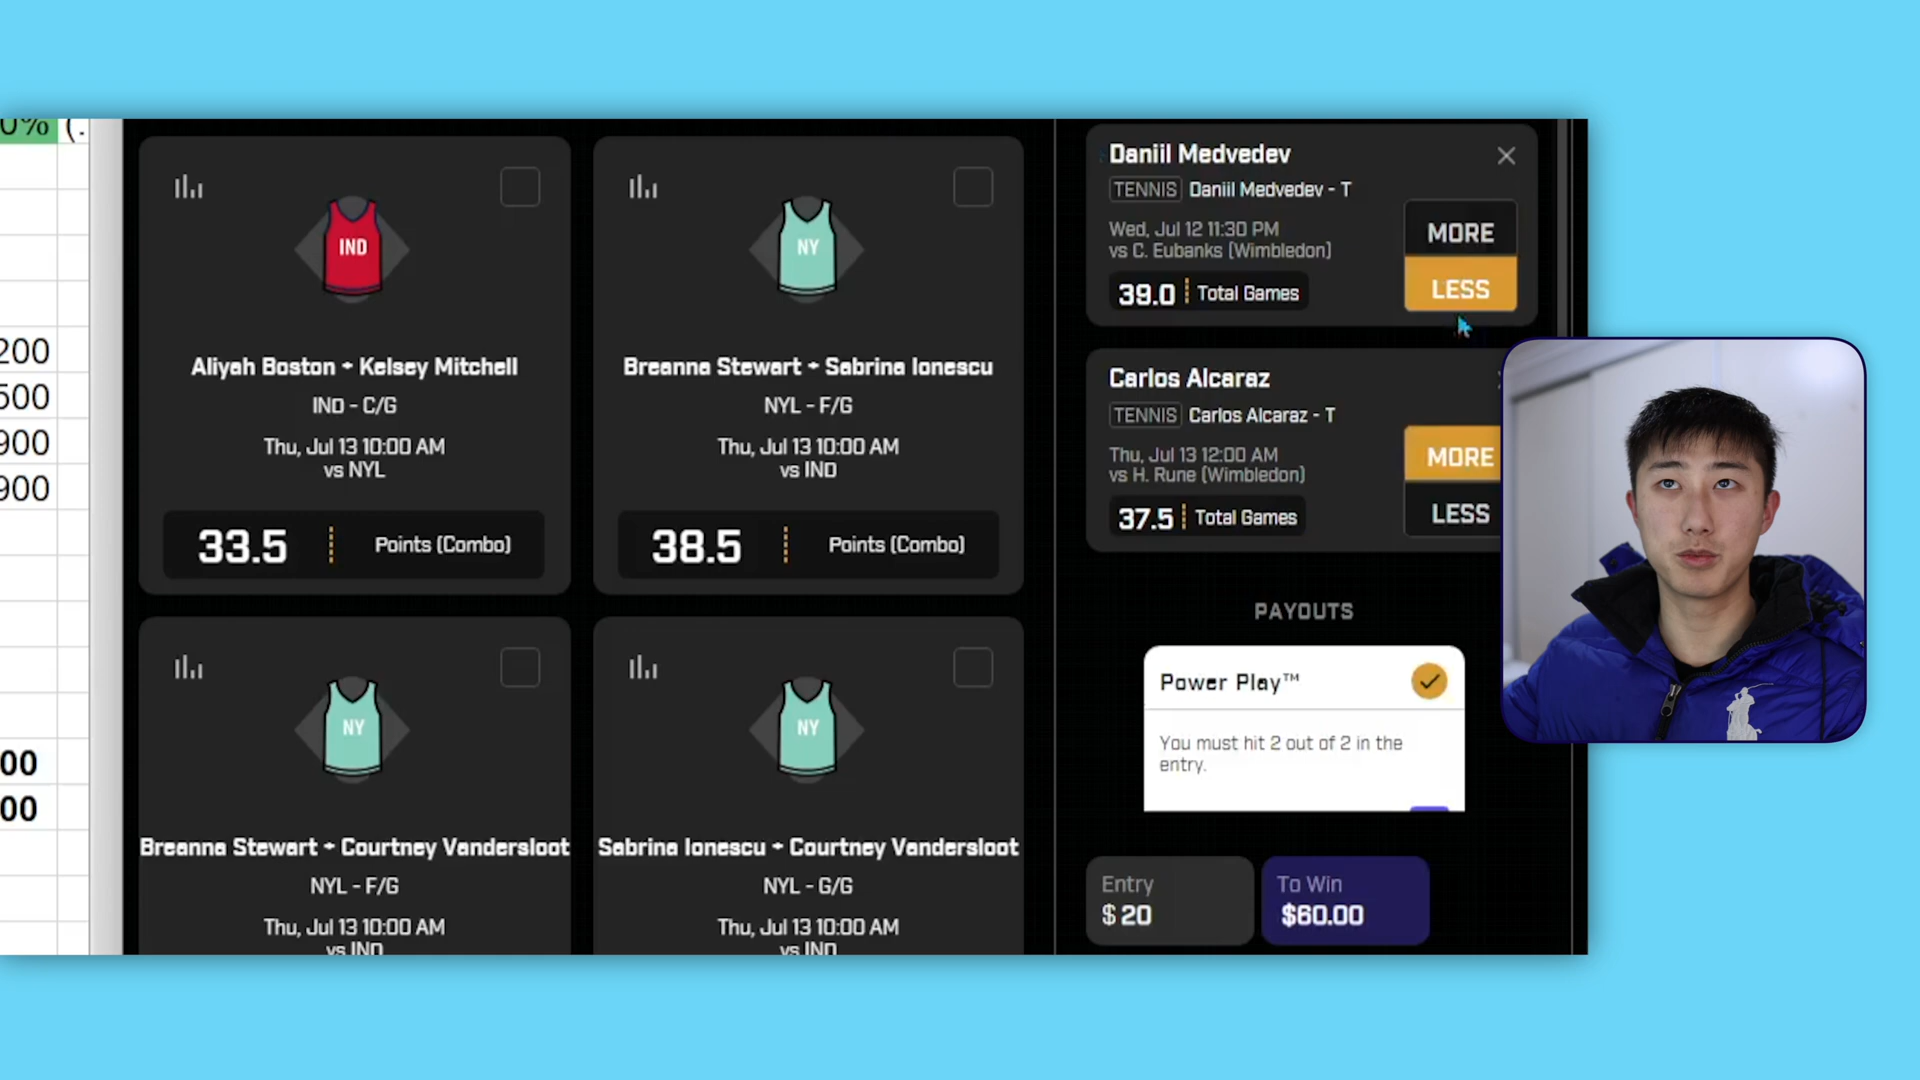 0% (.
200
500
900
900
00
00
IND
Aliyah Boston + Kelsey Mitchell
IND - C/G
Thu, Jul 13 10:00 AM
vs NYL
33.5 Points (Combo)
NY
Breanna Stewart + Sabrina Ionescu
NYL - F/G
Thu, Jul 13 10:00 AM
vs IND
38.5 Points (Combo)
NY
Breanna Stewart + Courtney Vandersloot
NYL - F/G
Thu, Jul 13 10:00 AM
vs IND
NY
Sabrina Ionescu + Courtney Vandersloot
NYL - G/G
Thu, Jul 13 10:00 AM
vs IND
Daniil Medvedev
TENNIS Daniil Medvedev - T
Wed, Jul 12 11:30 PM
vs C. Eubanks (Wimbledon)
39.0 Total Games
MORE
LESS
Carlos Alcaraz
TENNIS Carlos Alcaraz - T
Thu, Jul 13 12:00 AM
vs H. Rune (Wimbledon)
37.5 Total Games
MORE
LESS
PAYOUTS
Power Play™
You must hit 2 out of 2 in the
entry.
Entry
$ 20
To Win
$60.00